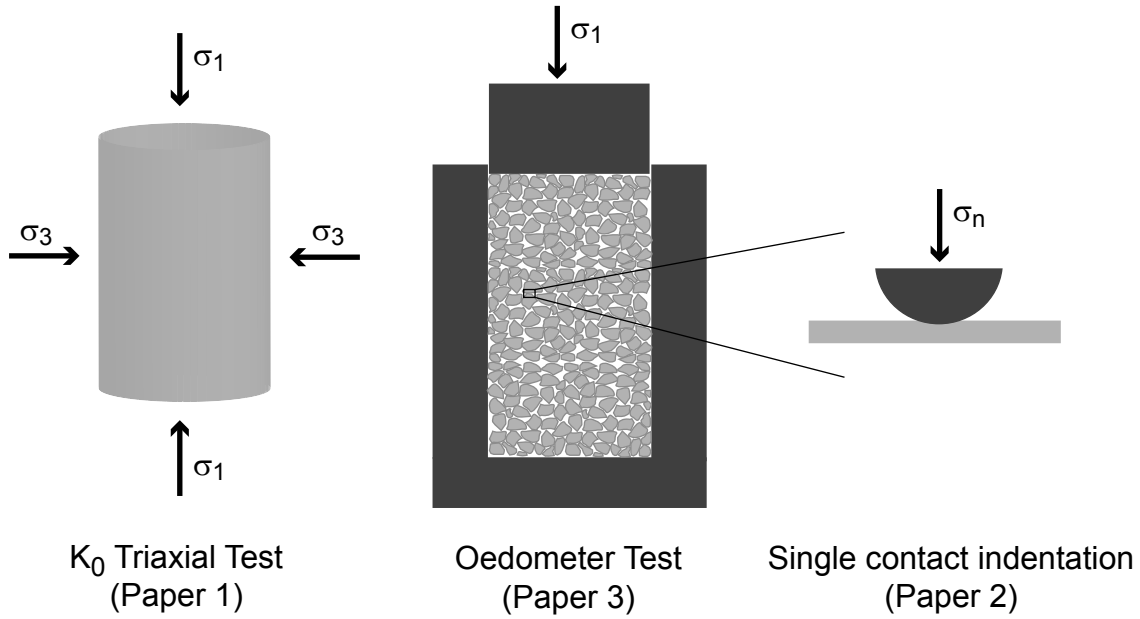 σ1
σ1
σn
σ3
σ3
σ1
K0 Triaxial Test
(Paper 1)
Oedometer Test
(Paper 3)
Single contact indentation
(Paper 2)